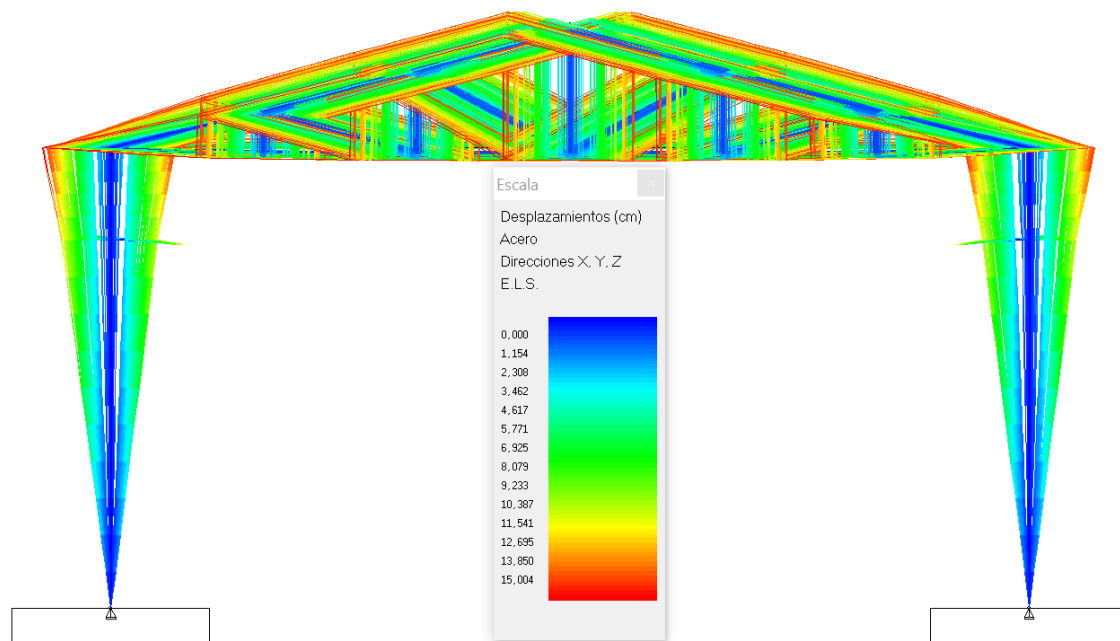 Escala
Desplazamientos (cm)
Acero
Direcciones X, Y, Z
E.L.S.
0,000
1,154
2,308
3,462
4,617
5,771
6,925
8,079
9,233
10,387
11,541
12,695
13,850
15,004